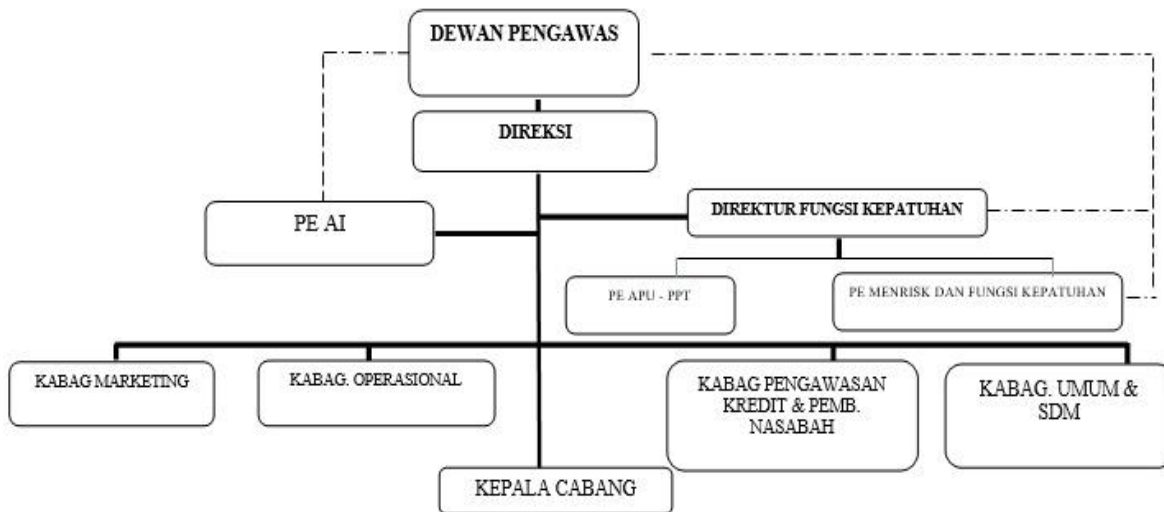 DEWAN PENGAWAS
DIREKSI
PE AI
DIREKTUR FUNGSI KEPATUHAN
PE APU - PPT
PE MENRISK DAN FUNGSI KEPATUHAN
KABAG MARKETING
KABAG. OPERASIONAL
KABAG PENGAWASAN
KREDIT & PEMB.
NASABAH
KABAG. UMUM &
SDM
KEPALA CABANG